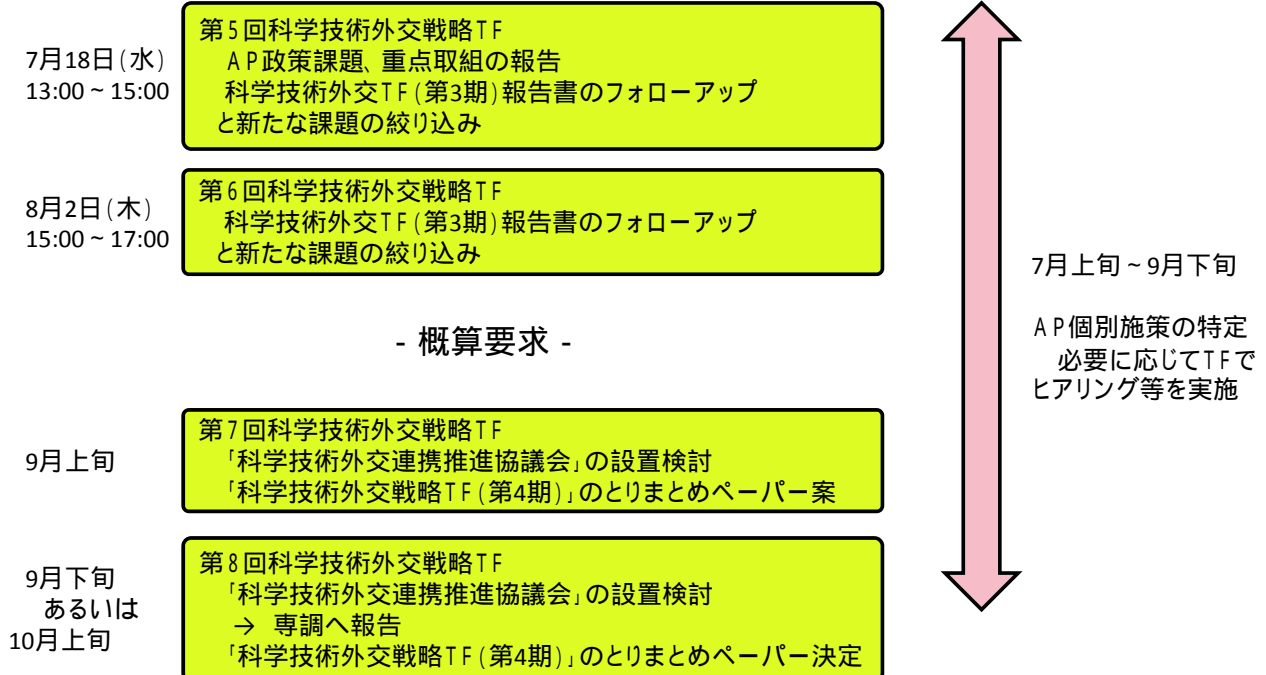 7月18日(水)
13:00 ~ 15:00
第5回科学技術外交戦略TF
AP政策課題、重点取組の報告
科学技術外交TF(第3期)報告書のフォローアップ
と新たな課題の絞り込み
8月2日(木)
15:00 ~ 17:00
第6回科学技術外交戦略TF
科学技術外交TF(第3期)報告書のフォローアップ
と新たな課題の絞り込み
- 概算要求 -
9月上旬
第7回科学技術外交戦略TF
「科学技術外交連携推進協議会」の設置検討
「科学技術外交戦略TF(第4期)」のとりまとめペーパー案
9月下旬
あるいは
10月上旬
第8回科学技術外交戦略TF
「科学技術外交連携推進協議会」の設置検討
→ 専調へ報告
「科学技術外交戦略TF(第4期)」のとりまとめペーパー決定
7月上旬 ~ 9月下旬
AP個別施策の特定
必要に応じてTFで
ヒアリング等を実施